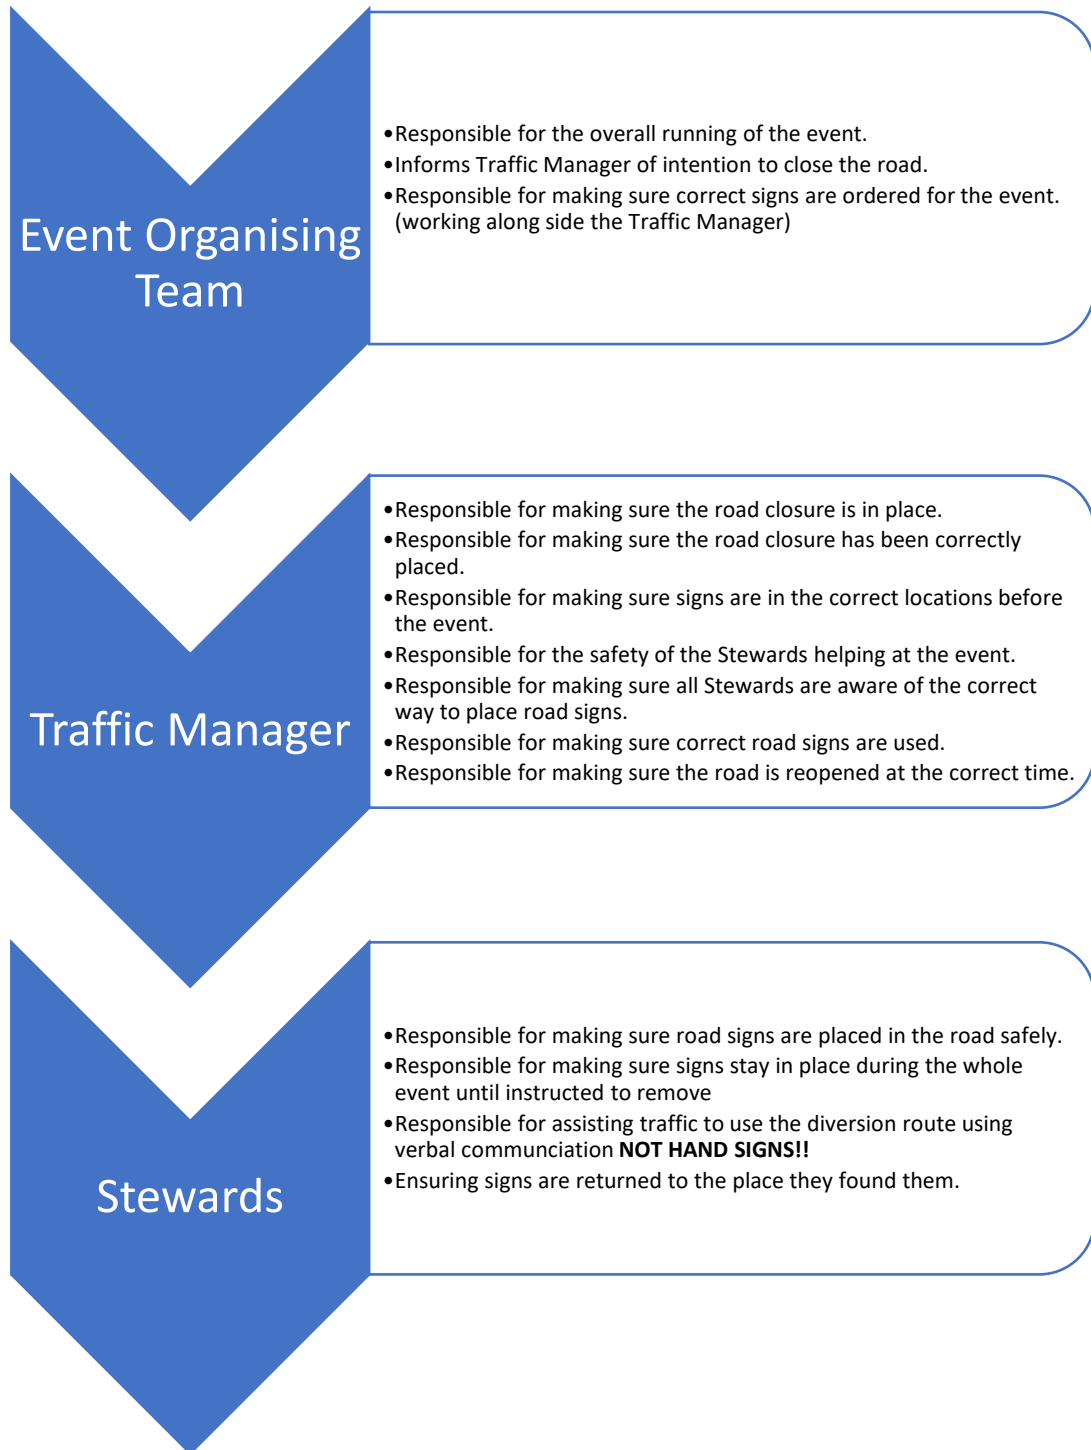 Event Organising
Team
•Responsible for the overall running of the event.
•Informs Traffic Manager of intention to close the road.
•Responsible for making sure correct signs are ordered for the event.
(working along side the Traffic Manager)
Traffic Manager
•Responsible for making sure the road closure is in place.
•Responsible for making sure the road closure has been correctly
placed.
•Responsible for making sure signs are in the correct locations before
the event.
•Responsible for the safety of the Stewards helping at the event.
•Responsible for making sure all Stewards are aware of the correct
way to place road signs.
•Responsible for making sure correct road signs are used.
•Responsible for making sure the road is reopened at the correct time.
Stewards
•Responsible for making sure road signs are placed in the road safely.
•Responsible for making sure signs stay in place during the whole
event until instructed to remove
•Responsible for assisting traffic to use the diversion route using
verbal communciation NOT HAND SIGNS!!
•Ensuring signs are returned to the place they found them.